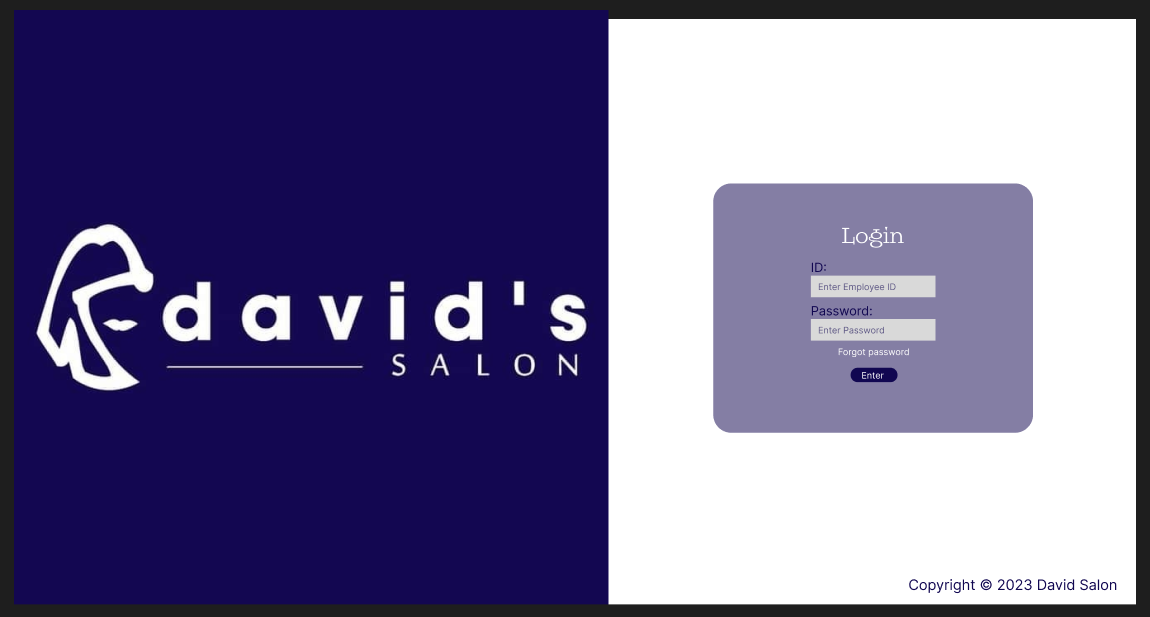 david's
SALON
Login
ID:
Enter Employee ID
Password:
Enter Password
Forgot password
Enter
Copyright © 2023 David Salon